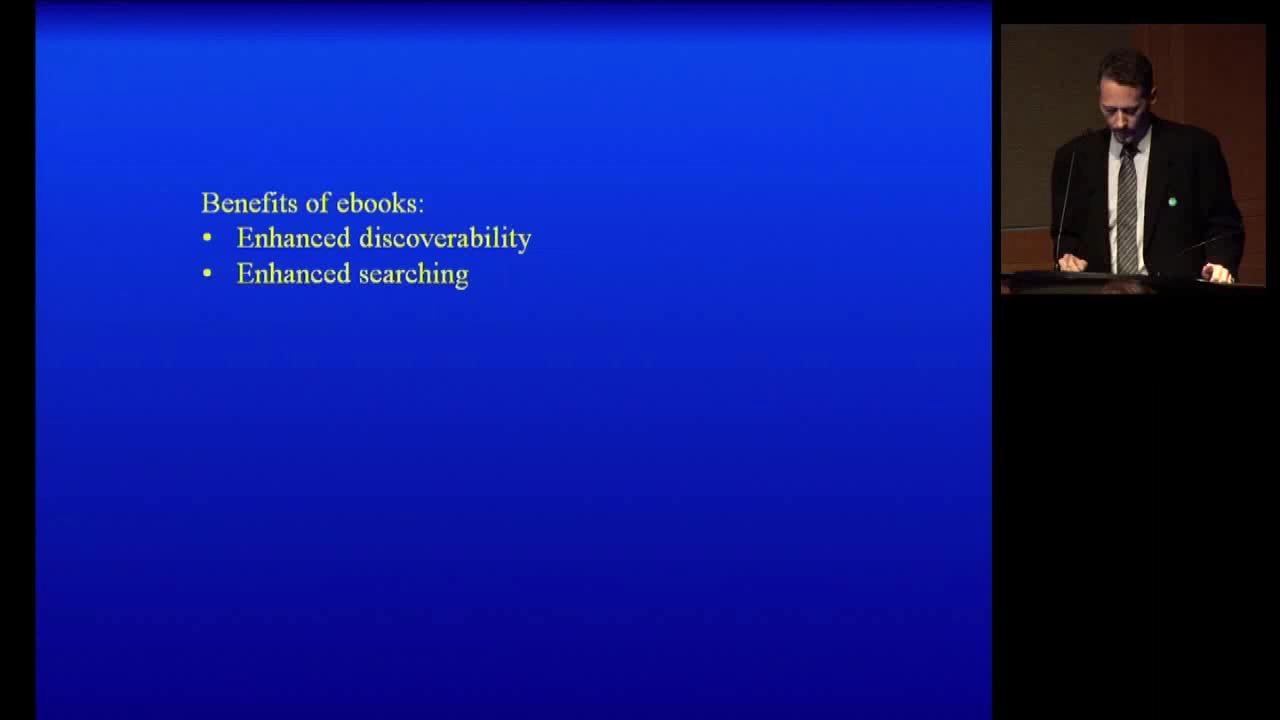 Benefits of ebooks:
• Enhanced discoverability
• Enhanced searching